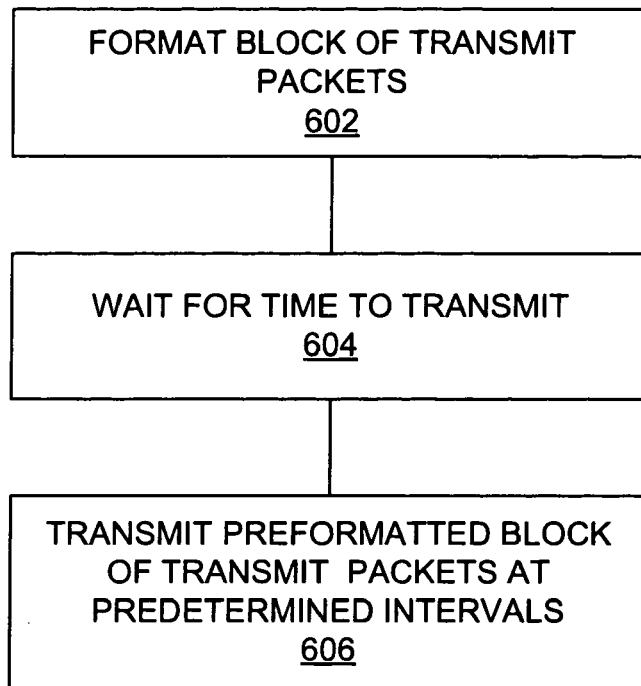 FORMAT BLOCK OF TRANSMIT
PACKETS
602
WAIT FOR TIME TO TRANSMIT
604
TRANSMIT PREFORMATTED BLOCK
OF TRANSMIT PACKETS AT
PREDETERMINED INTERVALS
606